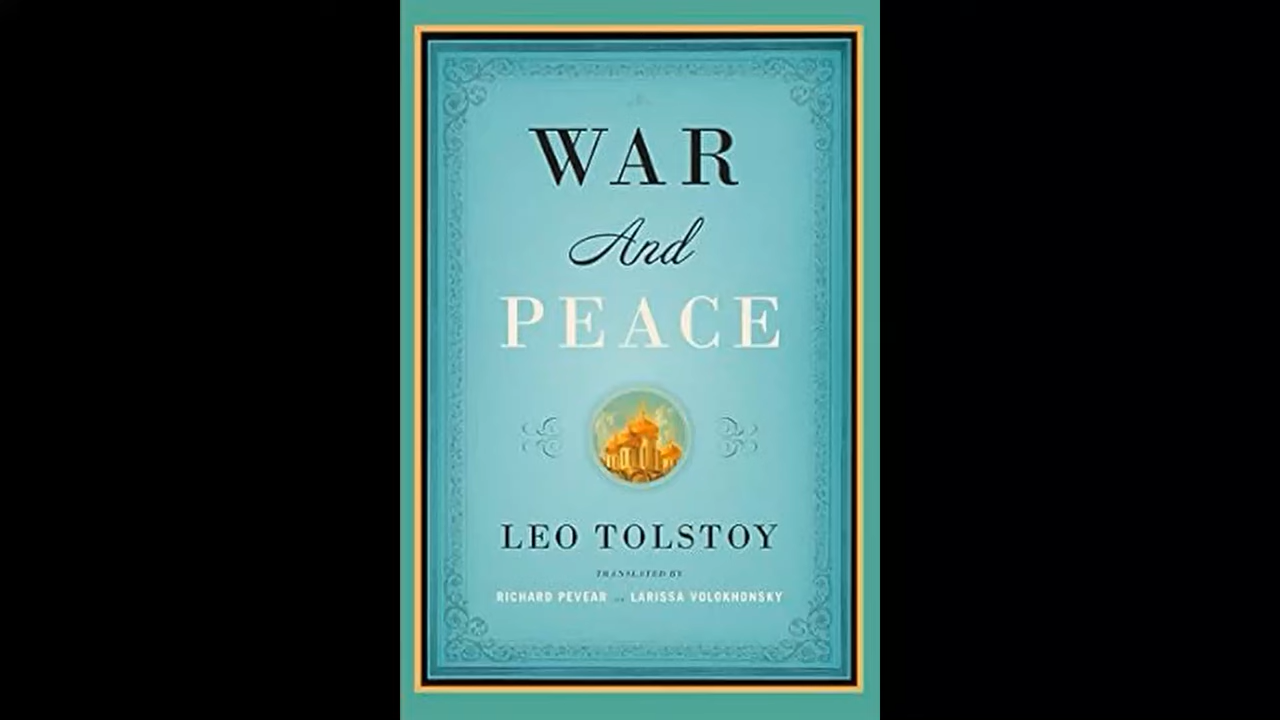 WAR
And
PEACE
LEO TOLSTOY
TRANSLATED BY
RICHARD PEVEAR LARISSA VOLOKHONSKY